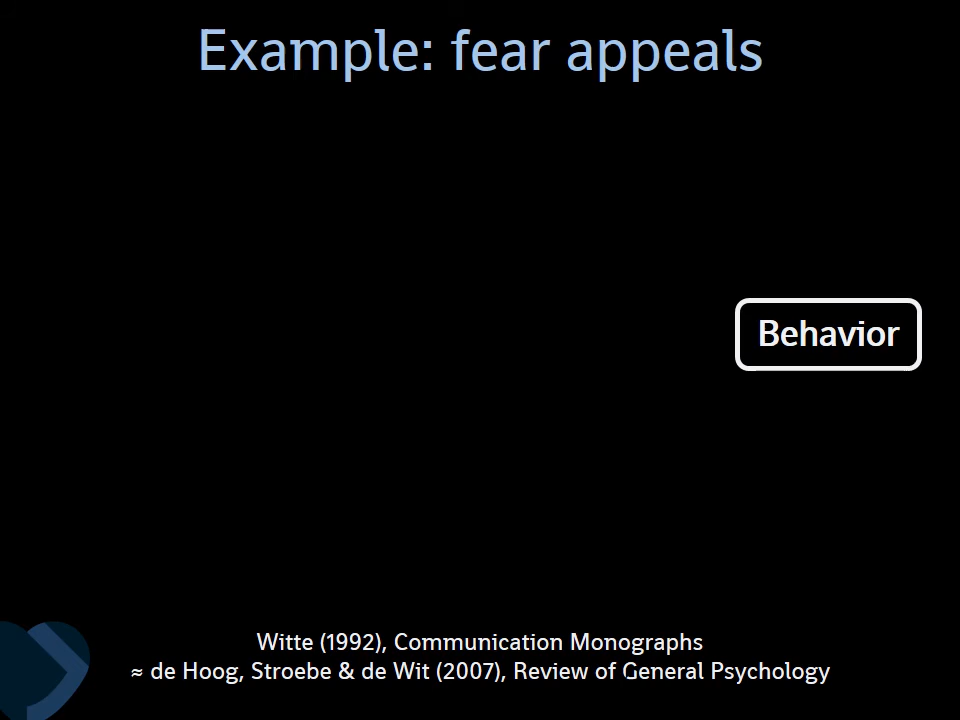 Example: fear appeals
Behavior
Witte (1992), Communication Monographs
≈ de Hoog, Stroebe & de Wit (2007), Review of General Psychology